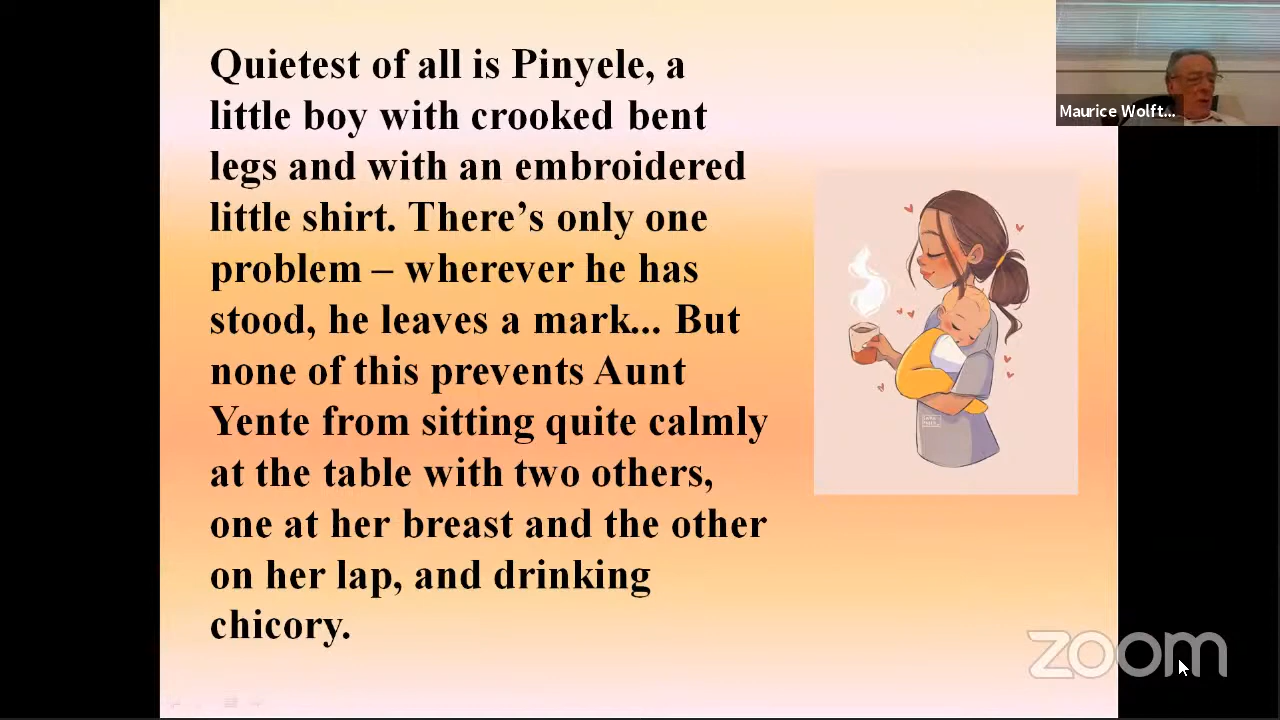 Quietest of all is Pinyele, a
little boy with crooked bent
legs and with an embroidered
little shirt. There's only one
problem – wherever he has
stood, he leaves a mark... But
none of this prevents Aunt
Yente from sitting quite calmly
at the table with two others,
one at her breast and the other
on her lap, and drinking
chicory.
Maurice Wolft...
zoom